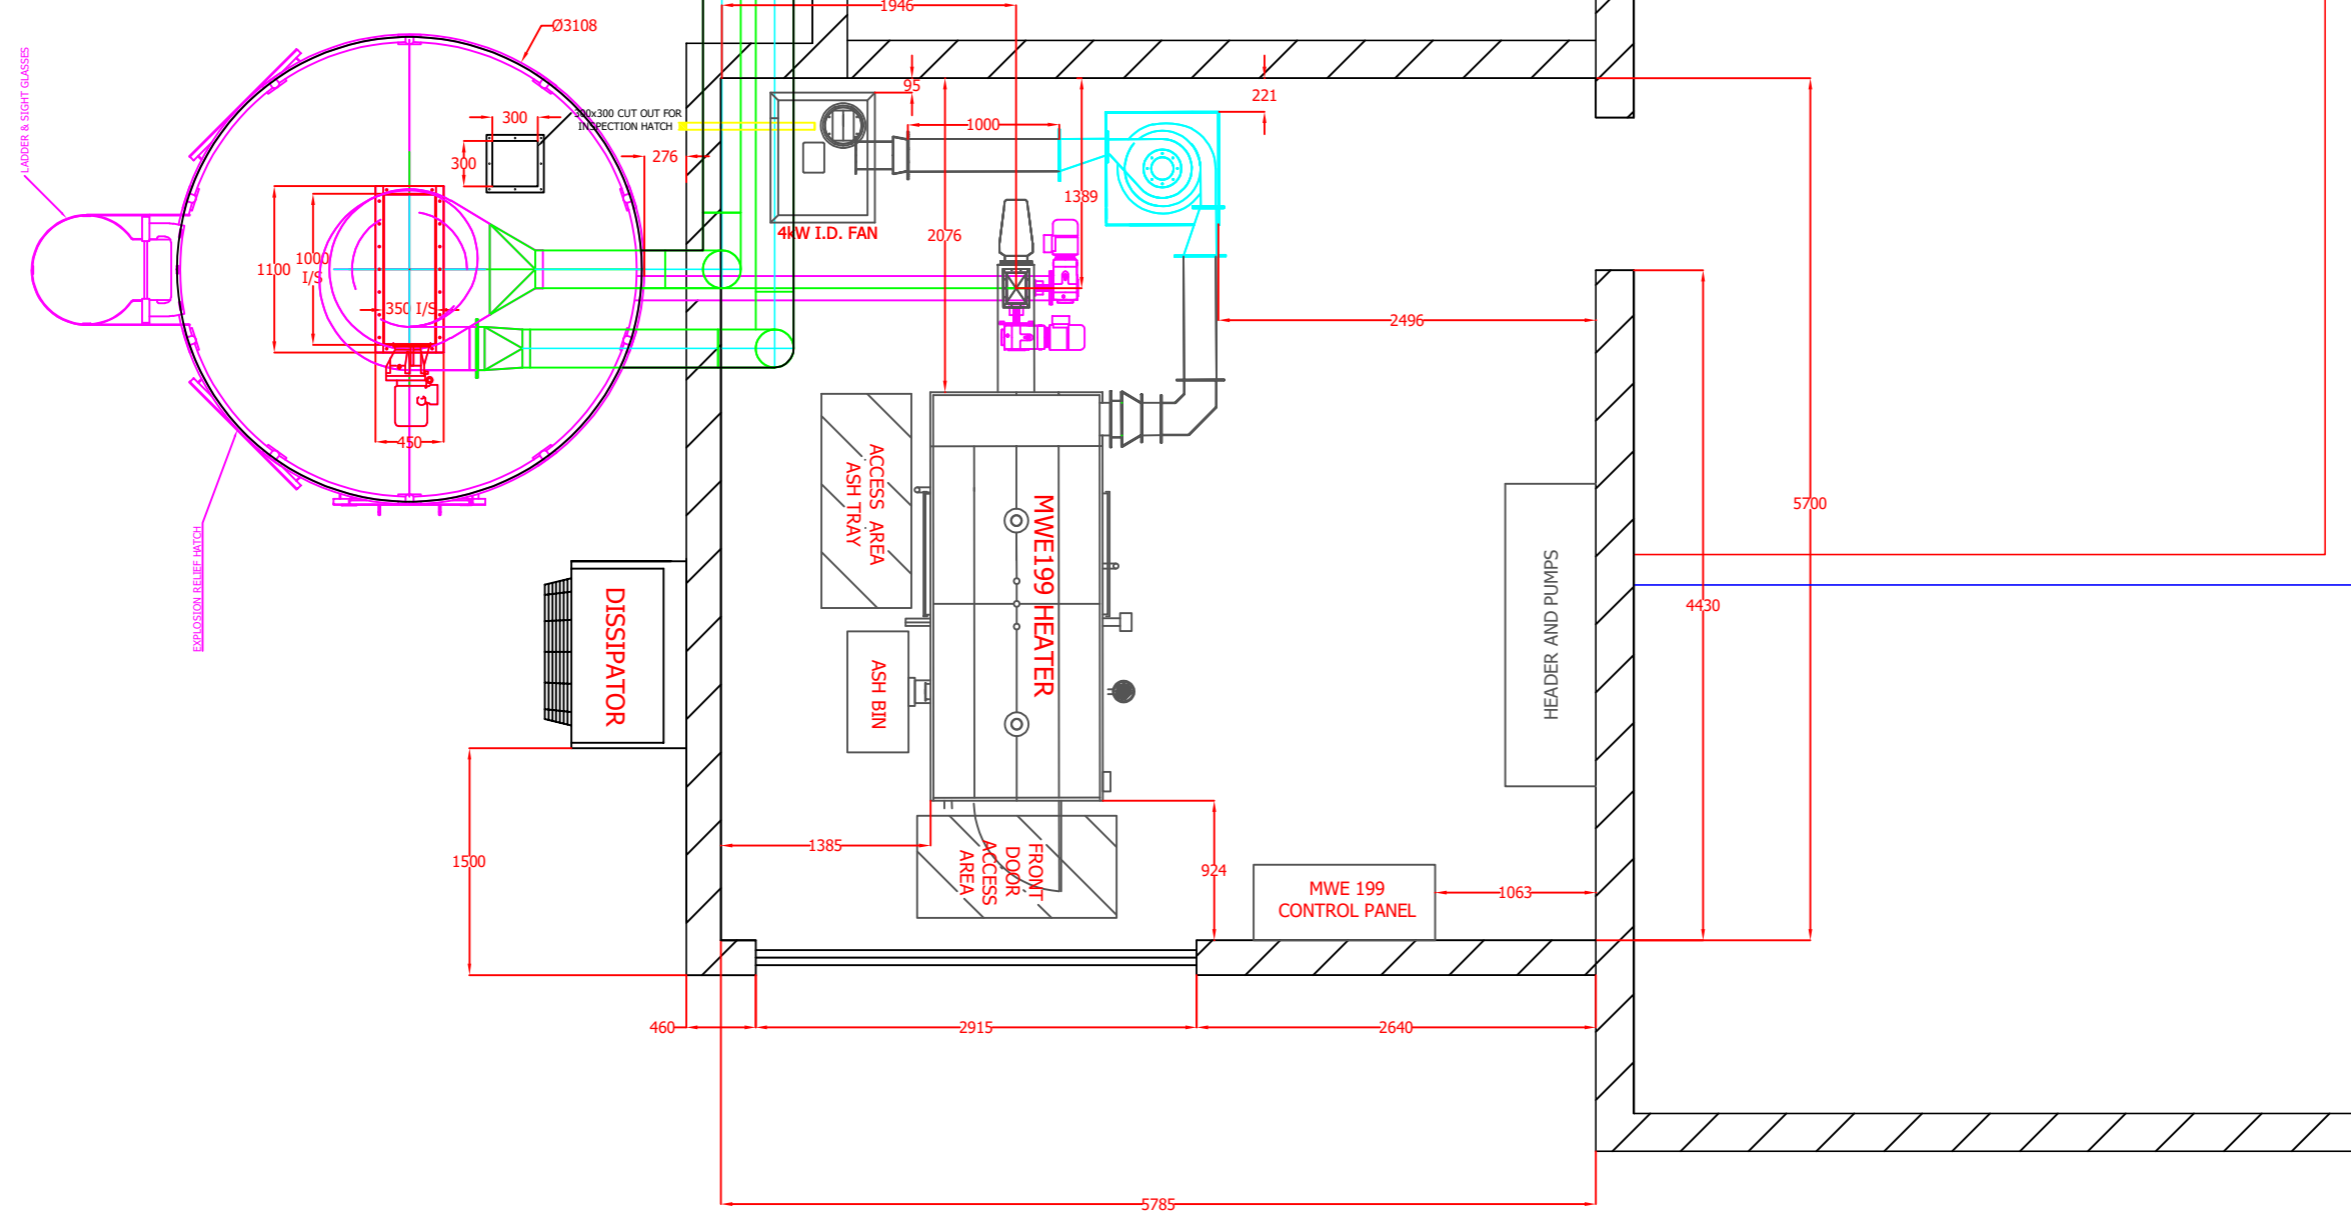 1946
Ø3108
LADDER & SIGHT GLASSES
95
221
300x300 CUT OUT FOR
INSPECTION HATCH
300
1000
300
276
1389
4kW I.D. FAN
2076
1100
1000
I/S
350 I/S
2496
450
ACCESS AREA
ASH TRAY
MWE199 HEATER
5700
EXPLOSION RELIEF HATCH
DISSIPATOR
4430
HEADER AND PUMPS
ASH BIN
1385
FRONT
DOOR
ACCESS
AREA
1500
924
MWE 199
CONTROL PANEL
1063
460
2915
2640
5785